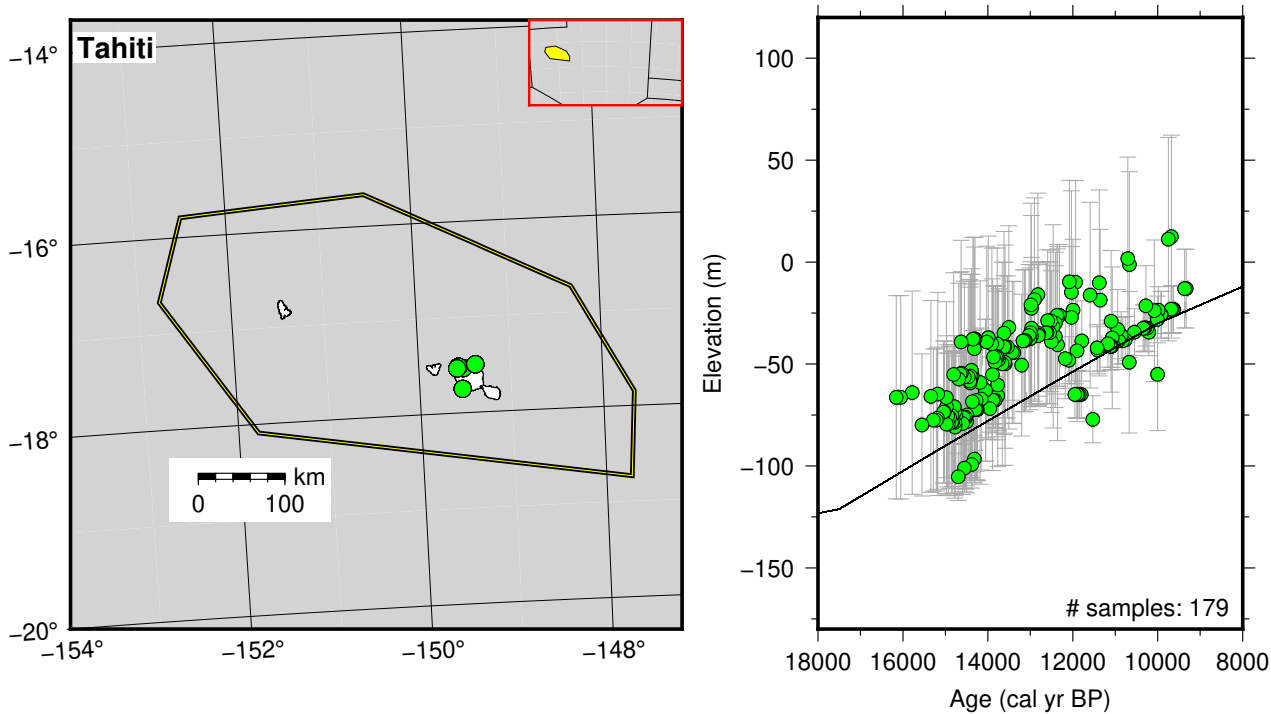 Tahiti
−14°
−16°
−18°
−20°
−154°
−152°
−150°
−148°
km
0 100
Elevation (m)
100
50
0
−50
−100
−150
# samples: 179
18000 16000 14000 12000 10000 8000
Age (cal yr BP)